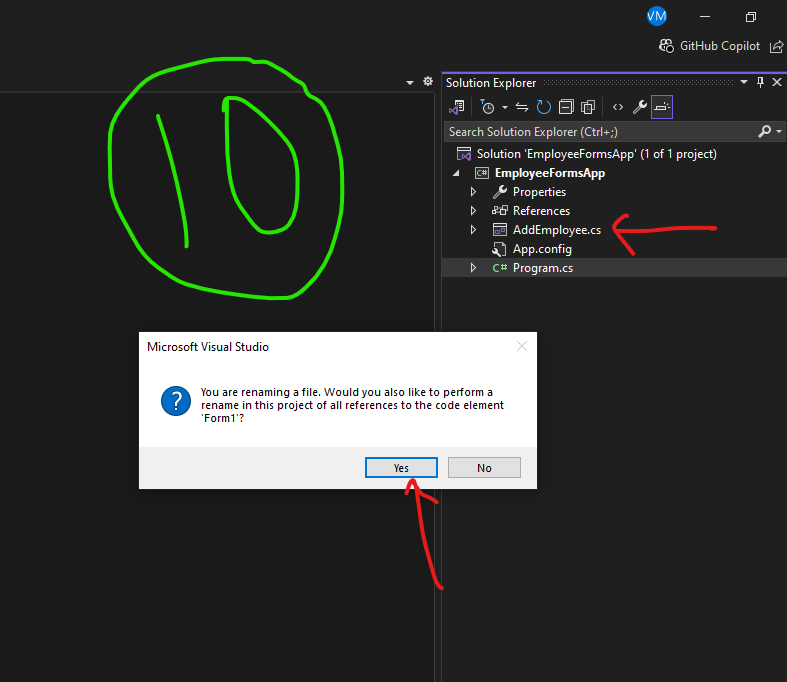 VM
GitHub Copilot
10
Solution Explorer
Search Solution Explorer (Ctrl+;)
Solution 'EmployeeFormsApp' (1 of 1 project)
C# EmployeeFormsApp
Properties
References
AddEmployee.cs
App.config
C# Program.cs
Microsoft Visual Studio
You are renaming a file. Would you also like to perform a
rename in this project of all references to the code element
'Form1'?
Yes
No